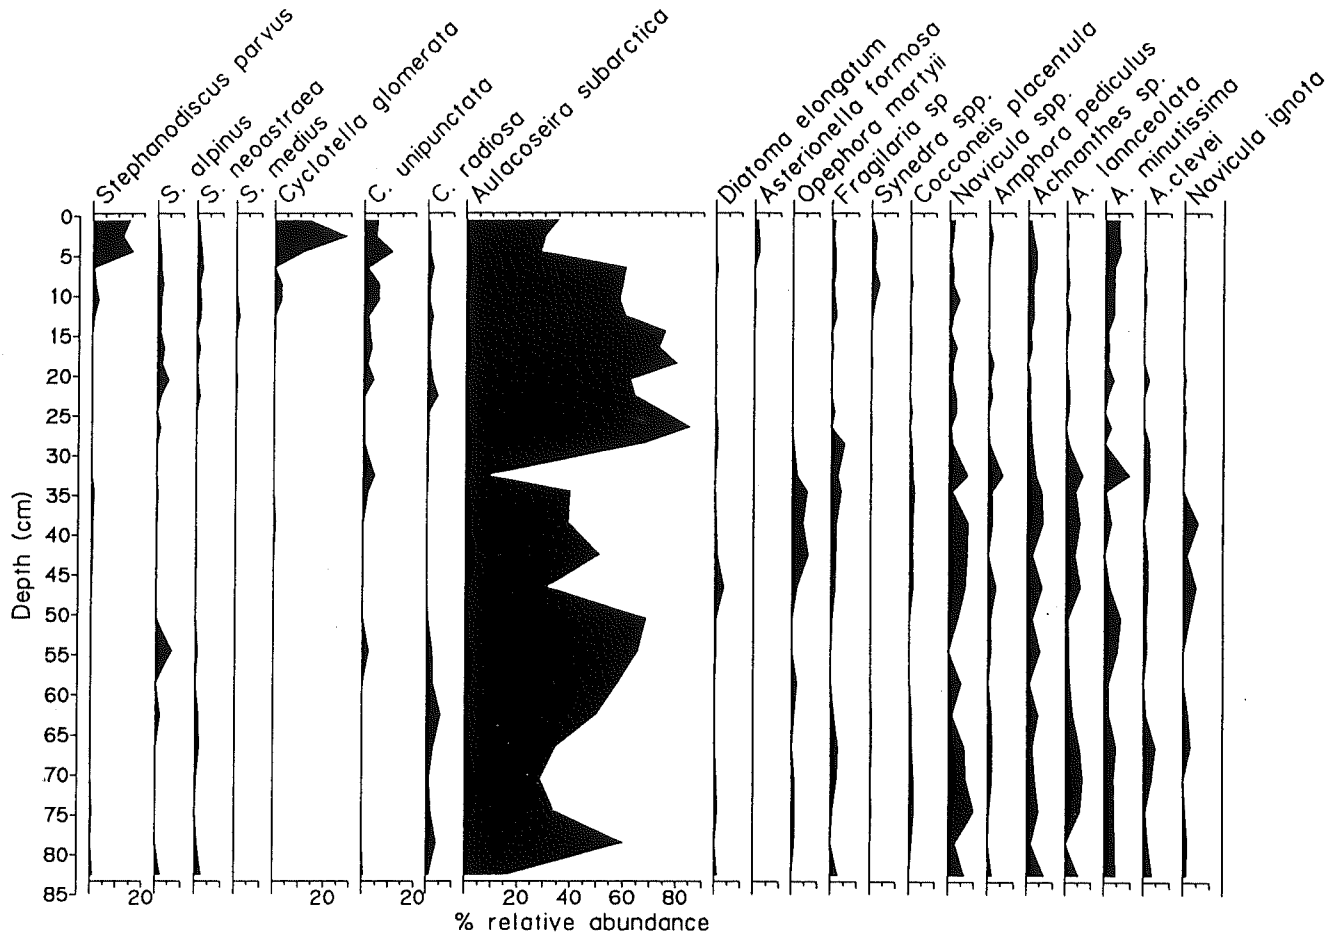 Stephanodiscus parvus
S. alpinus
S. neoastraea
S. medius
Cyclotella glomerata
C. unipunctata
C. radiosa
Aulacoseira subarctica
Diatoma elongatum
Asterionella formosa
Opephora martyii
Fragilaria sp
Synedra spp.
Cocconeis placentula
Navicula spp.
Amphora pediculus
Achnanthes sp.
A. lannceolata
A. minutissima
A. clevei
Navicula ignota
0
5
10
15
20
25
30
35
40
45
50
55
60
65
70
75
80
85
Depth (cm)
20 20 20 20 40 60 80
% relative abundance